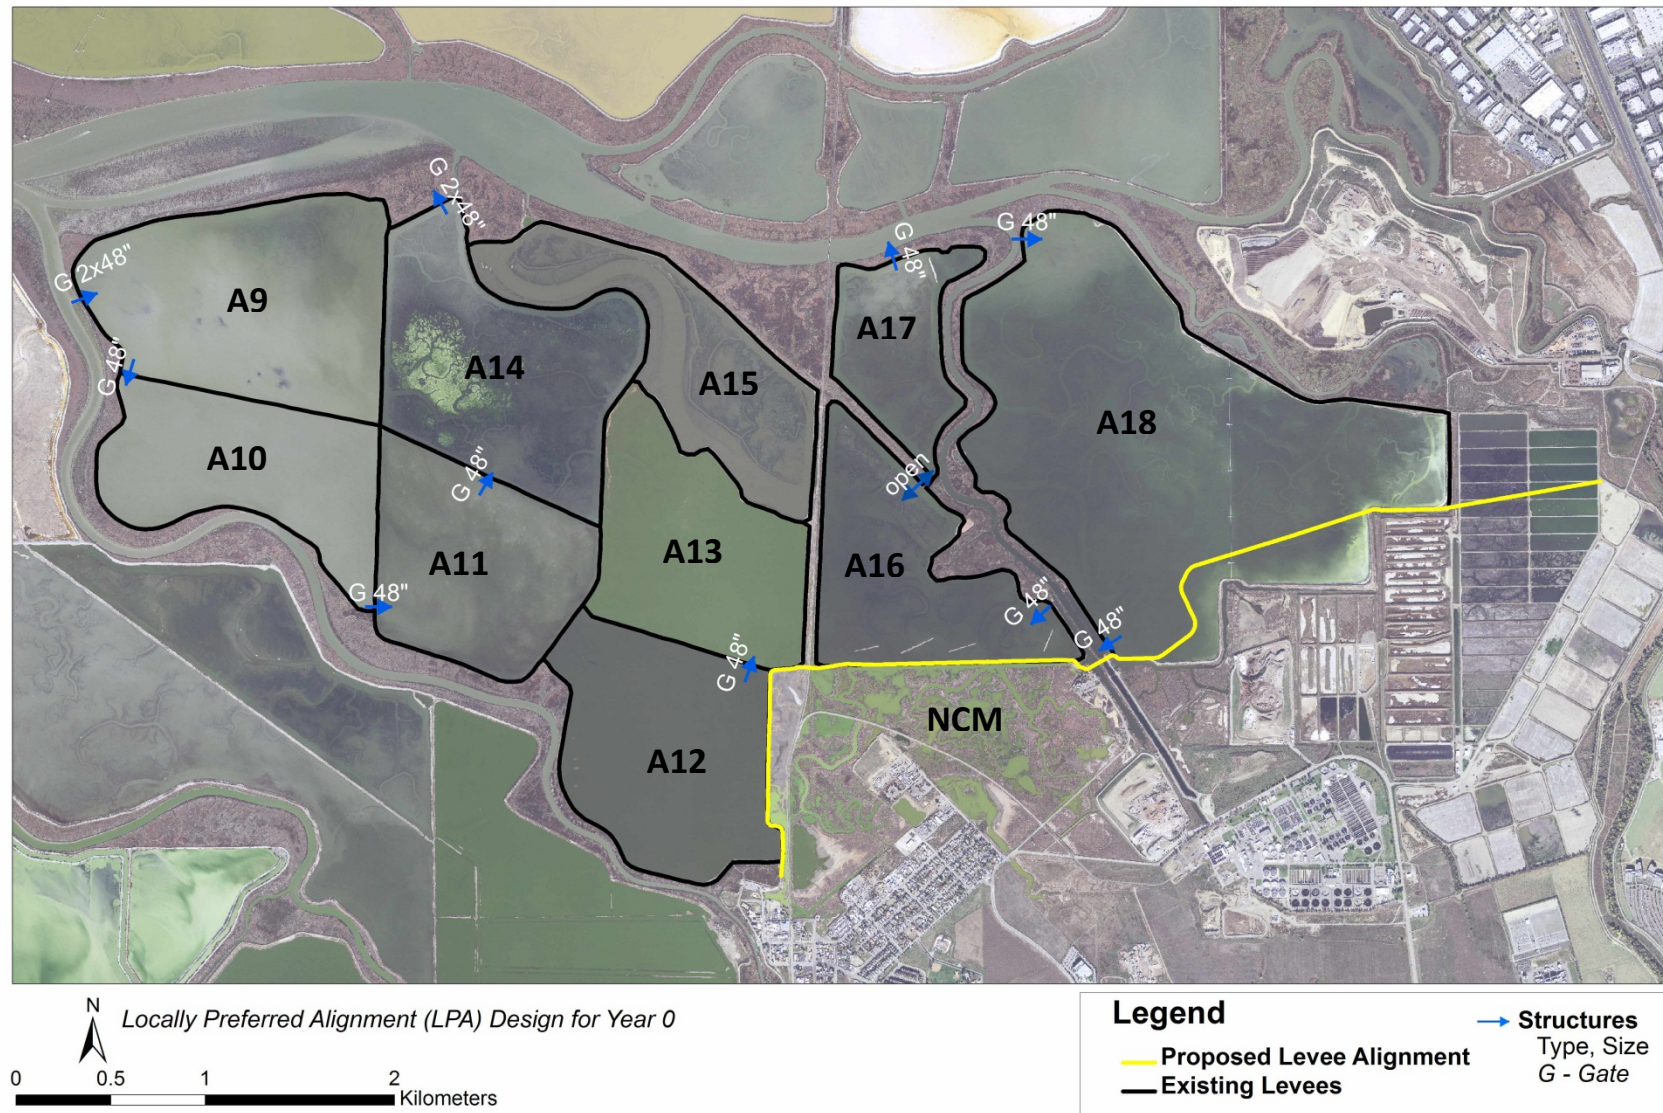 G 2x48"
G 48"
G 48"
G 2x48"
A9
A17
A14
A15
G 48"
A18
A10
G 48"
open
A13
A11
A16
G 48"
G 48"
G 48"
G 48"
NCM
A12
N
Locally Preferred Alignment (LPA) Design for Year 0
0 0.5 1 2
Kilometers
Legend
Proposed Levee Alignment
Existing Levees
Structures
Type, Size
G - Gate